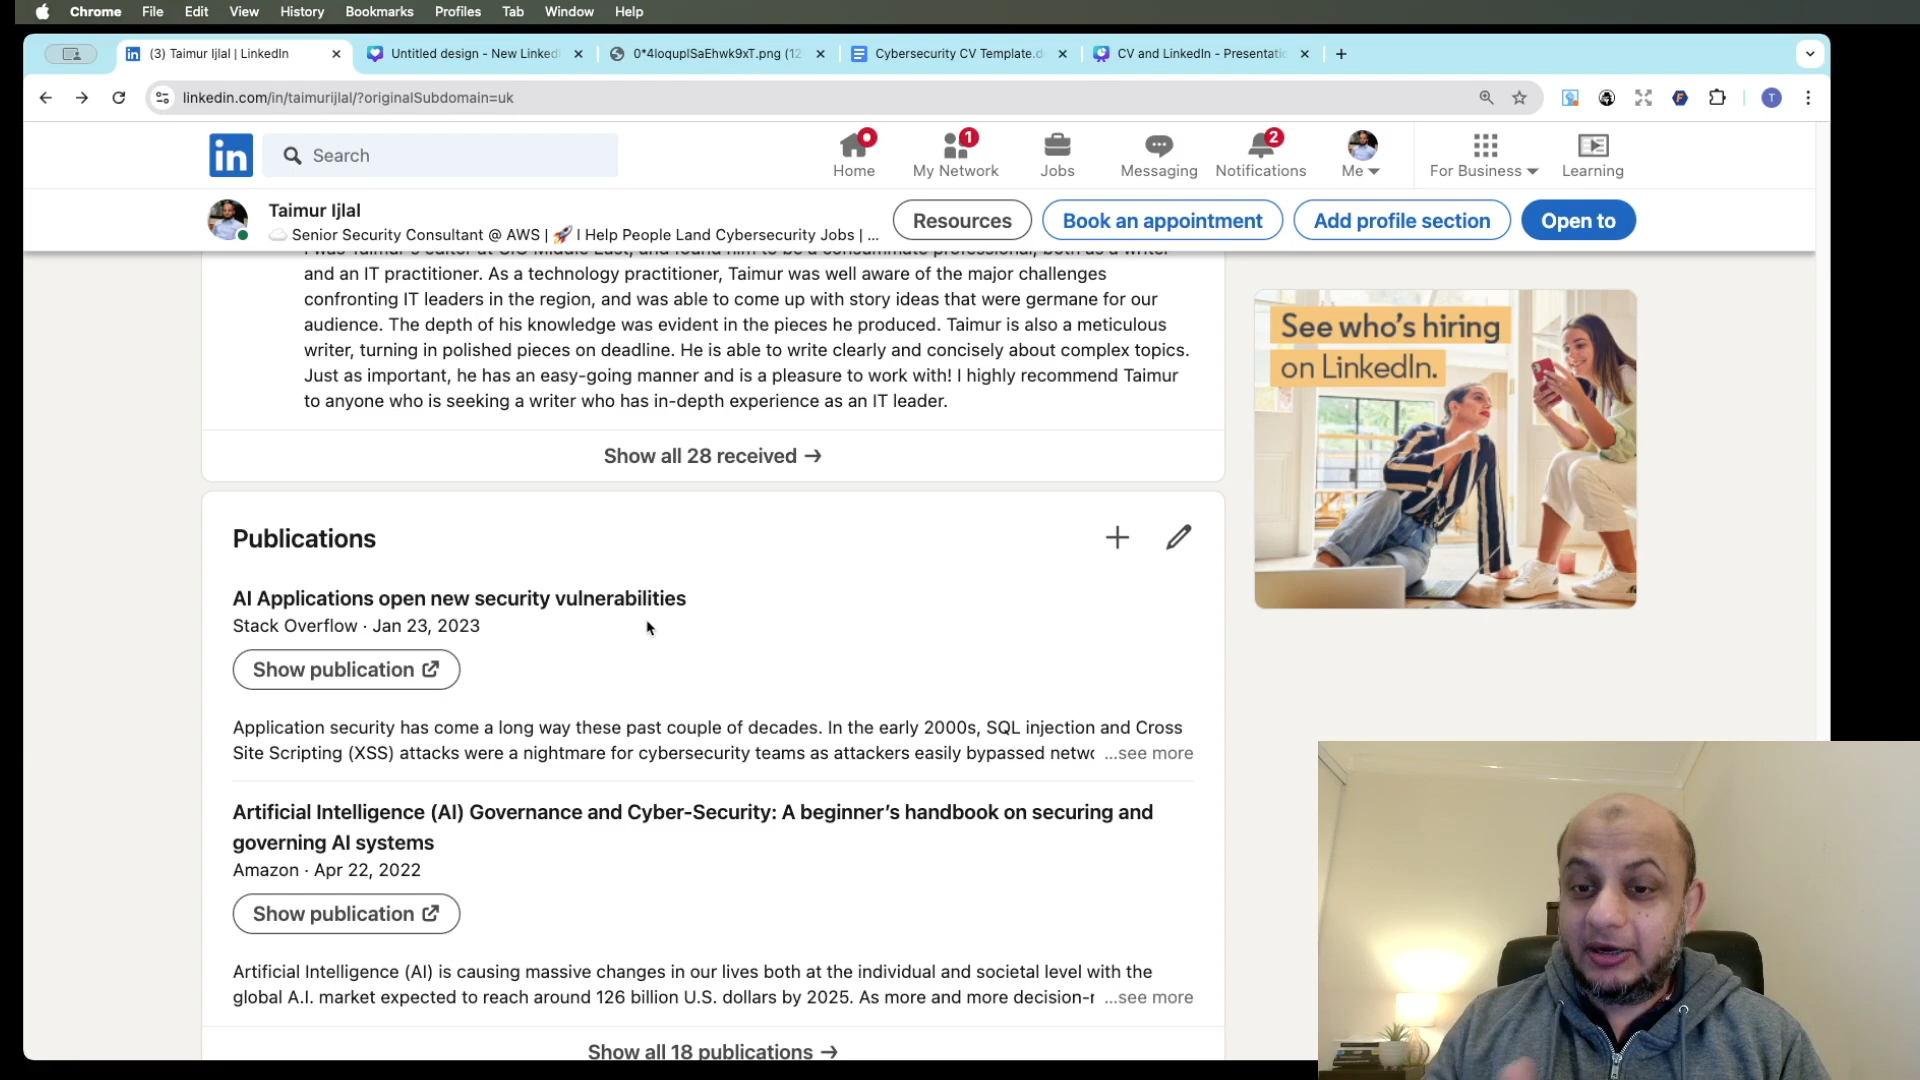 Chrome File Edit View History Bookmarks Profiles Tab Window Help
(3) Taimur Ijlal | LinkedIn
Untitled design - New Linked
0*4IoqupISaEhwk9xT.png (12
Cybersecurity CV Template.d
CV and LinkedIn - Presentatio
linkedin.com/in/taimurijlal/?originalSubdomain=uk
T
in
Search
Home
1
My Network
Jobs
Messaging
2
Notifications
Me
For Business
Learning
Taimur Ijlal
Senior Security Consultant @ AWS | 🚀 I Help People Land Cybersecurity Jobs | ...
Resources
Book an appointment
Add profile section
Open to
and an IT practitioner. As a technology practitioner, Taimur was well aware of the major challenges
confronting IT leaders in the region, and was able to come up with story ideas that were germane for our
audience. The depth of his knowledge was evident in the pieces he produced. Taimur is also a meticulous
writer, turning in polished pieces on deadline. He is able to write clearly and concisely about complex topics.
Just as important, he has an easy-going manner and is a pleasure to work with! I highly recommend Taimur
to anyone who is seeking a writer who has in-depth experience as an IT leader.
Show all 28 received →
See who's hiring
on LinkedIn.
Publications
AI Applications open new security vulnerabilities
Stack Overflow · Jan 23, 2023
Show publication
Application security has come a long way these past couple of decades. In the early 2000s, SQL injection and Cross
Site Scripting (XSS) attacks were a nightmare for cybersecurity teams as attackers easily bypassed netwo ...see more
Artificial Intelligence (AI) Governance and Cyber-Security: A beginner's handbook on securing and
governing AI systems
Amazon · Apr 22, 2022
Show publication
Artificial Intelligence (AI) is causing massive changes in our lives both at the individual and societal level with the
global A.I. market expected to reach around 126 billion U.S. dollars by 2025. As more and more decision-r ...see more
Show all 18 publications →